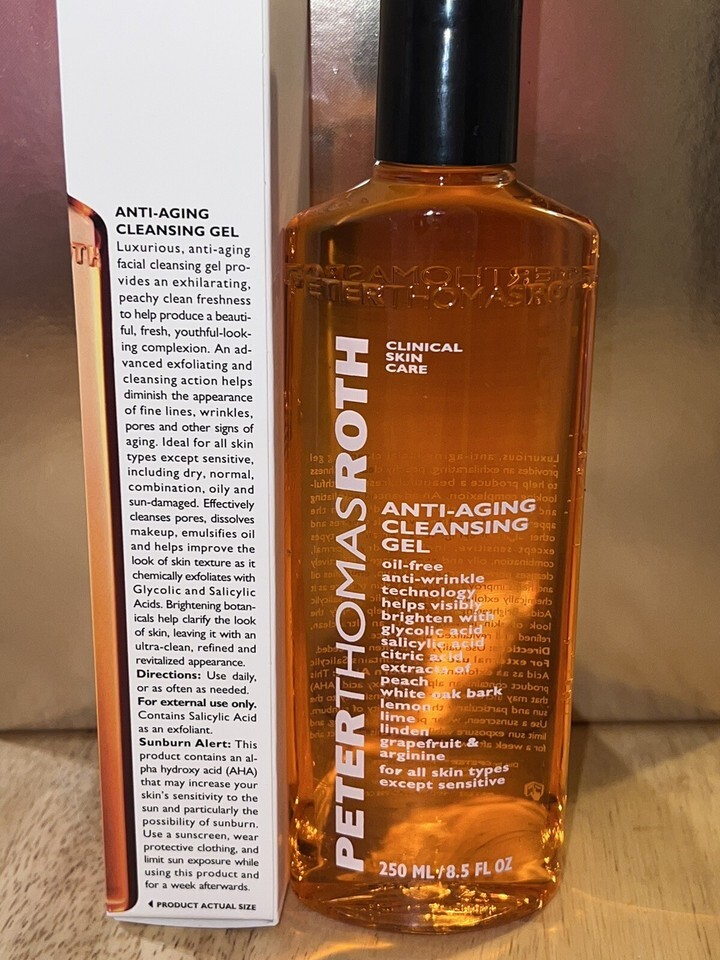 ANTI-AGING
CLEANSING GEL
Luxurious, anti-aging
facial cleansing gel pro-
vides an exhilarating,
peachy clean freshness
to help produce a beauti-
ful, fresh, youthful-look-
ing complexion. An ad-
vanced exfoliating and
cleansing action helps
diminish the appearance
of fine lines, wrinkles,
pores and other signs of
aging. Ideal for all skin
types except sensitive,
including dry, normal,
combination, oily and
sun-damaged. Effectively
cleanses pores, dissolves
makeup, emulsifies oil
and helps improve the
look of skin texture as it
chemically exfoliates with
Glycolic and Salicylic
Acids. Brightening botan-
icals help clarify the look
of skin, leaving it with an
ultra-clean, refined and
revitalized appearance.
Directions: Use daily,
or as often as needed.
For external use only.
Contains Salicylic Acid
as an exfoliant.
Sunburn Alert: This
product contains an al-
pha hydroxy acid (AHA)
that may increase your
skin's sensitivity to the
sun and particularly the
possibility of sunburn.
Use a sunscreen, wear
protective clothing, and
limit sun exposure while
using this product and
for a week afterwards.
PRODUCT ACTUAL SIZE
PETERTHOMASROTH
PETERTHOMASROTH
CLINICAL
SKIN
CARE
ANTI-AGING
CLEANSING
GEL
oil-free
anti-wrinkle
technology
helps visibly
brighten with
glycolic acid
salicylic acid
citric acid
extracts of
peach
white oak bark
lemon
lime
linden
grapefruit &
arginine
for all skin types
except sensitive
250 ML/8.5 FL OZ